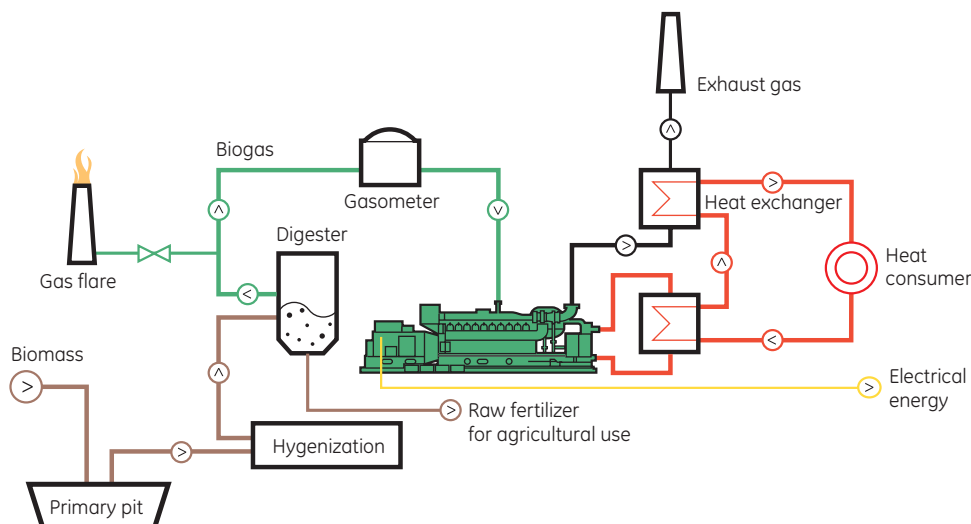 Exhaust gas
Biogas
Gasometer
Heat exchanger
Digester
Gas flare
Heat
consumer
Biomass
Electrical
energy
Raw fertilizer
for agricultural use
Hygenization
Primary pit